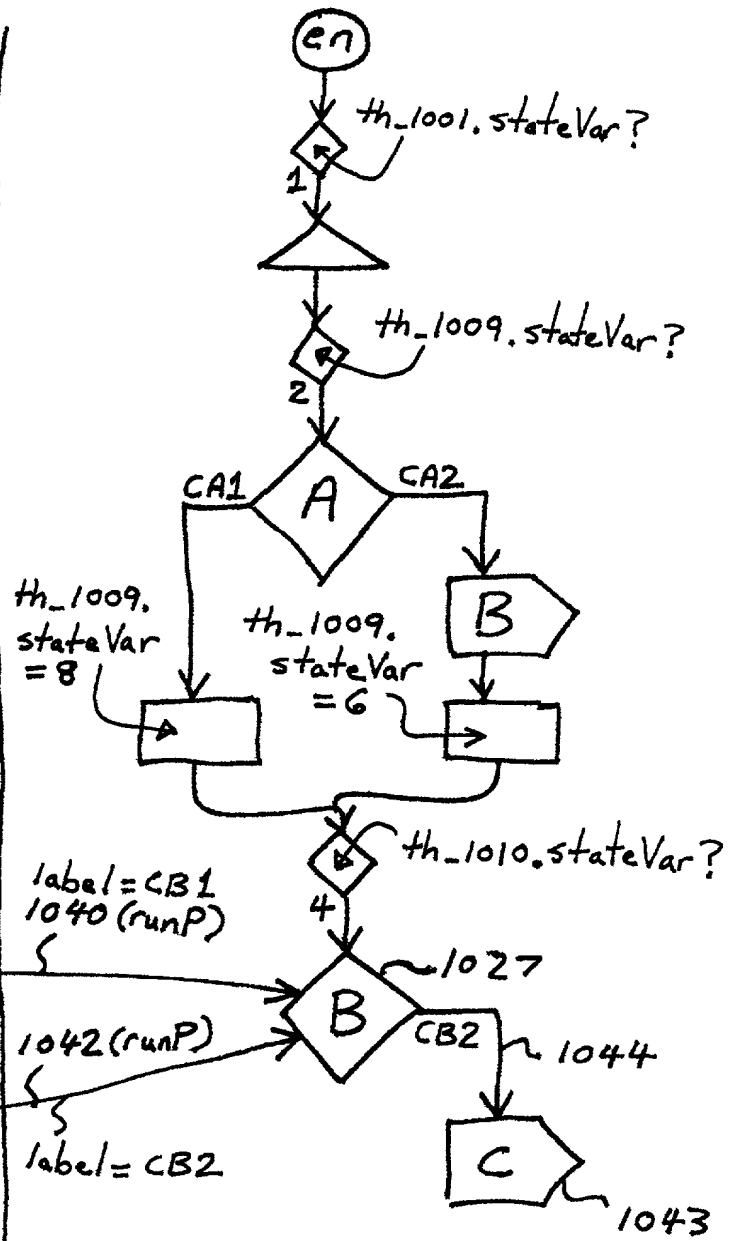 en
th_1001.stateVar?
1
th_1009.stateVar?
2
A
CA1
CA2
B
th_1009.
stateVar
=8
th_1009.
stateVar
=6
th_1010.stateVar?
4
label=CB1
1040(runP)
1027
B
CB2
1042(runP)
1044
label=CB2
C
1043